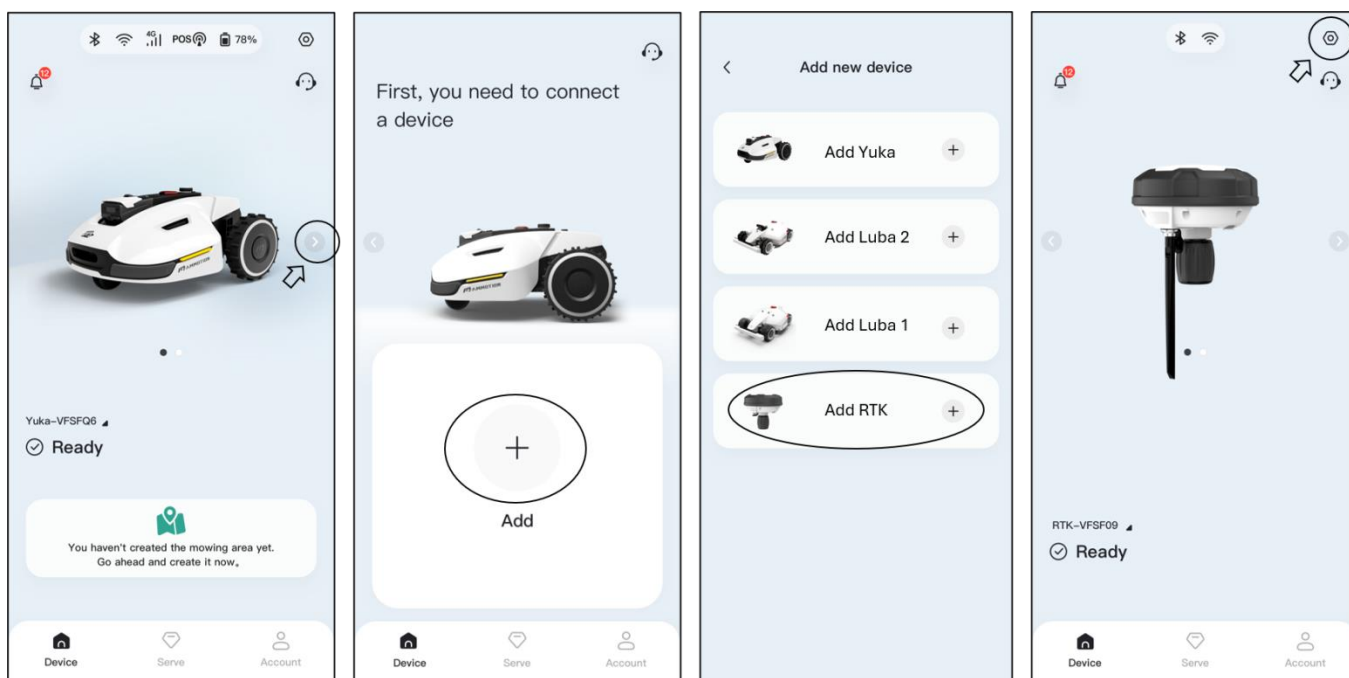 4G
POS
78%
12
MAMMOTION
Yuka-VFSFQ6
Ready
You haven't created the mowing area yet.
Go ahead and create it now。
Device
Serve
Account
First, you need to connect
a device
MAMMOTION
Add
Device
Serve
Account
Add new device
Add Yuka
Add Luba 2
Add Luba 1
Add RTK
12
RTK-VFSF09
Ready
Device
Serve
Account